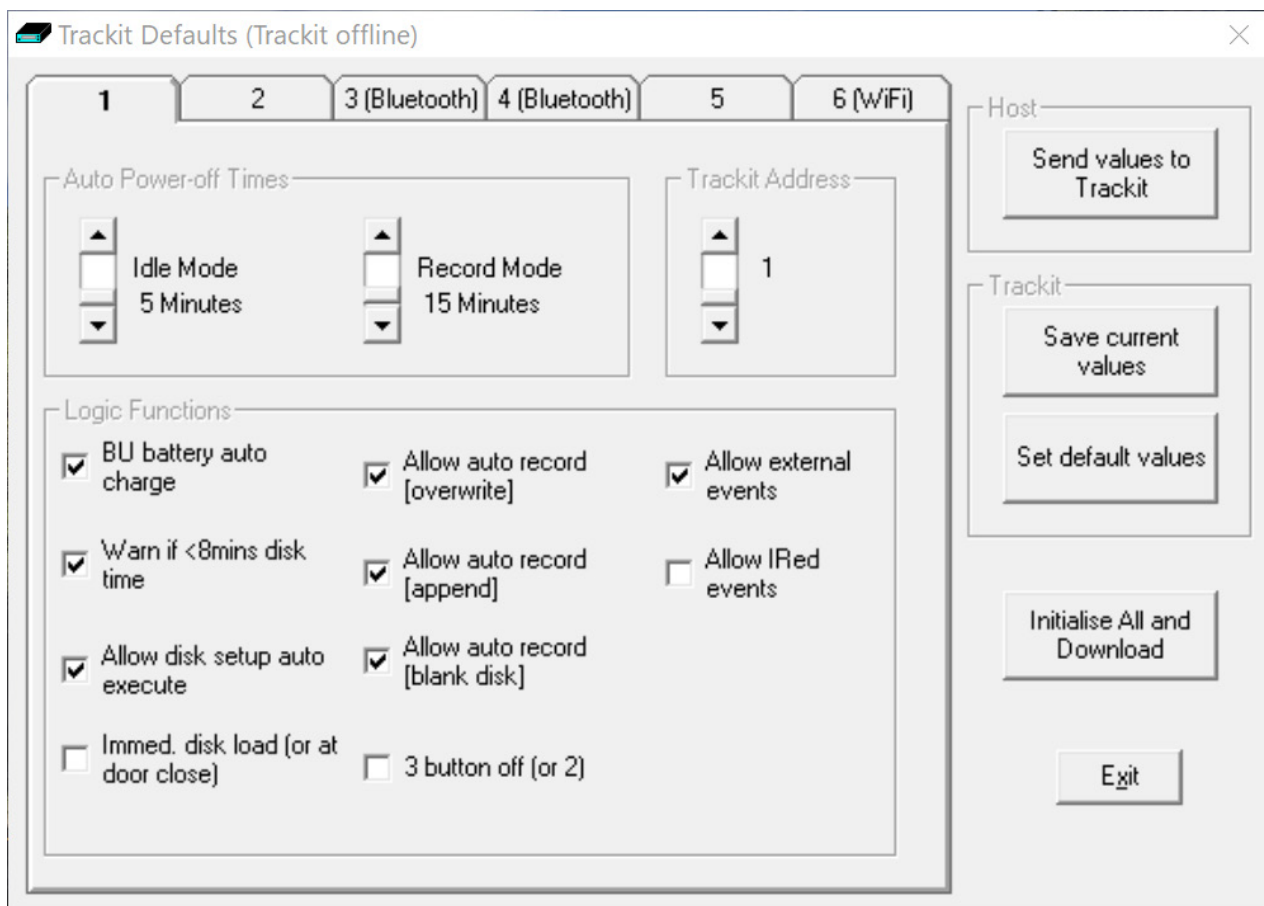 Trackit Defaults (Trackit offline)
1
2
3 (Bluetooth)
4 (Bluetooth)
5
6 (WiFi)
Auto Power-off Times
Idle Mode
5 Minutes
Record Mode
15 Minutes
Trackit Address
1
Logic Functions
BU battery auto
charge
Warn if <8mins disk
time
Allow disk setup auto
execute
Immed. disk load (or at
door close)
Allow auto record
[overwrite]
Allow auto record
[append]
Allow auto record
[blank disk]
3 button off (or 2)
Allow external
events
Allow IRed
events
Host
Send values to
Trackit
Trackit
Save current
values
Set default values
Initialise All and
Download
Exit